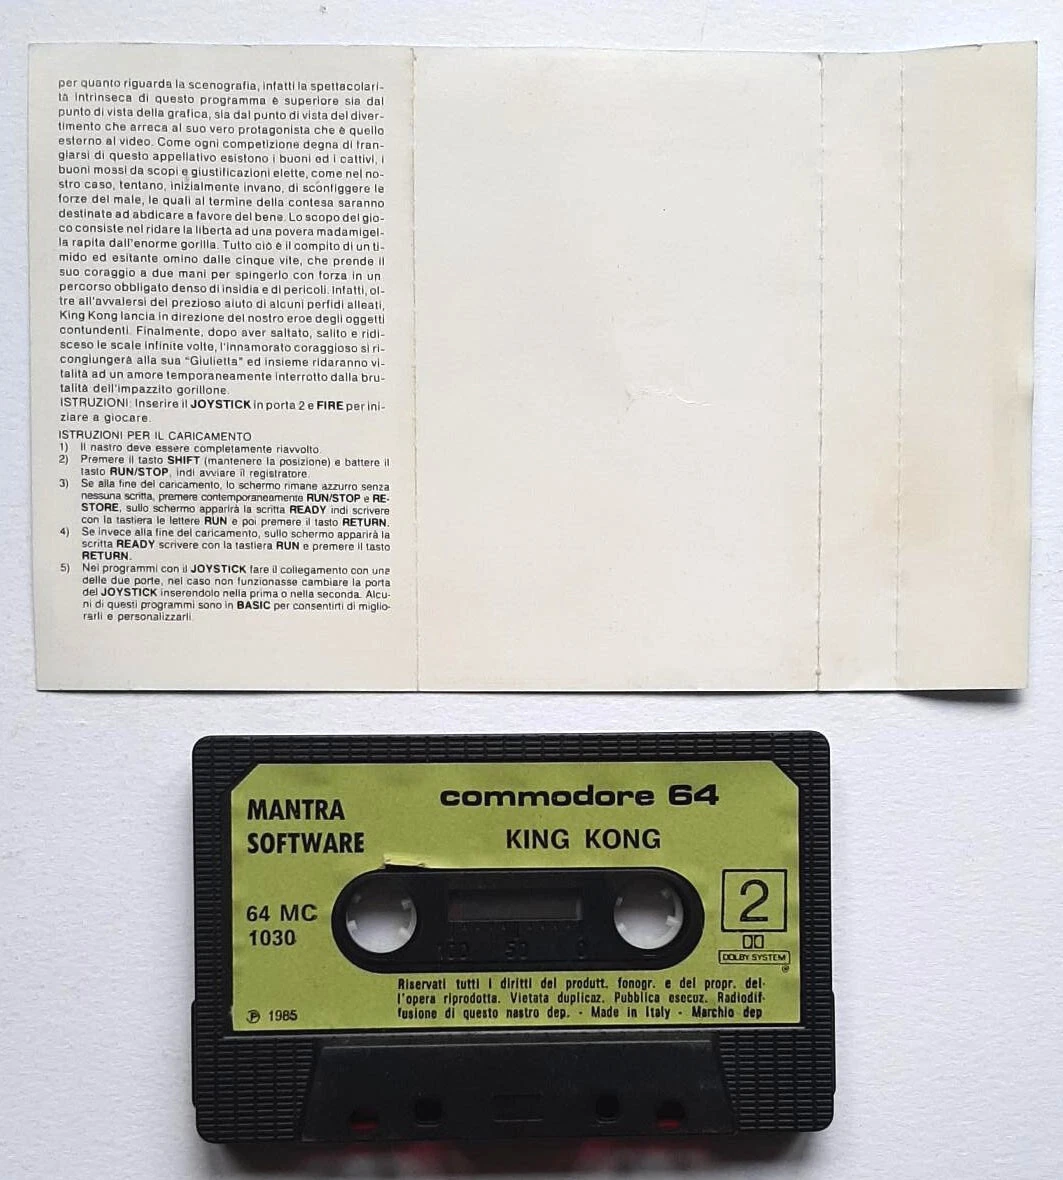 per quanto riguarda la scenografia, infatti la spettacolari-
tà intrinseca di questo programma è superiore sia dal
punto di vista della grafica, sia dal punto di vista del diver-
timento che arreca al suo vero protagonista che è quello
esterno al video. Come ogni competizione degna di fran-
giarsi di questo appellativo esistono i buoni ed i cattivi, i
buoni mossi da scopi e giustificazioni elette, come nel no-
stro caso, tentano, inizialmente invano, di sconfiggere le
forze del male, le quali al termine della contesa saranno
destinate ad abdicare a favore del bene. Lo scopo del gio-
co consiste nel ridare la libertà ad una povera madamigel-
la rapita dall'enorme gorilla. Tutto ciò è il compito di un ti-
mido ed esitante omino dalle cinque vite, che prende il
suo coraggio a due mani per spingerlo con forza in un
percorso obbligato denso di insidia e di pericoli. Infatti, ol-
tre all'avvalersi del prezioso aiuto di alcuni perfidi alleati,
King Kong lancia in direzione del nostro eroe degli oggetti
contundenti. Finalmente, dopo aver saltato, salito e ridi-
sceso le scale infinite volte, l'innamorato coraggioso si ri-
congiungerà alla sua "Giulietta" ed insieme ridaranno vi-
talità ad un amore temporaneamente interrotto dalla bru-
talità dell'impazzito gorillone.
ISTRUZIONI: Inserire il JOYSTICK in porta 2 e FIRE per ini-
ziare a giocare.
ISTRUZIONI PER IL CARICAMENTO
1) Il nastro deve essere completamente riavvolto.
2) Premere il tasto SHIFT (mantenere la posizione) e battere il
tasto RUN/STOP, indi avviare il registratore.
3) Se alla fine del caricamento, lo schermo rimane azzurro senza
nessuna scritta, premere contemporaneamente RUN/STOP e RE-
STORE, sullo schermo apparirà la scritta READY indi scrivere
con la tastiera le lettere RUN e poi premere il tasto RETURN.
4) Se invece alla fine del caricamento, sullo schermo apparirà la
scritta READY scrivere con la tastiera RUN e premere il tasto
RETURN.
5) Nei programmi con il JOYSTICK fare il collegamento con una
delle due porte, nel caso non funzionasse cambiare la porta
del JOYSTICK inserendolo nella prima o nella seconda. Alcu-
ni di questi programmi sono in BASIC per consentirti di miglio-
rarli e personalizzarli.
MANTRA
SOFTWARE
commodore 64
KING KONG
64 MC
1030
2
DOLBY SYSTEM
®
100 50 0
Riservati tutti i diritti del produtt. fonogr. e del propr. del-
l'opera riprodotta. Vietata duplicaz. Pubblica esecuz. Radiodif-
fusione di questo nastro dep. - Made in Italy - Marchio dep
℗ 1985